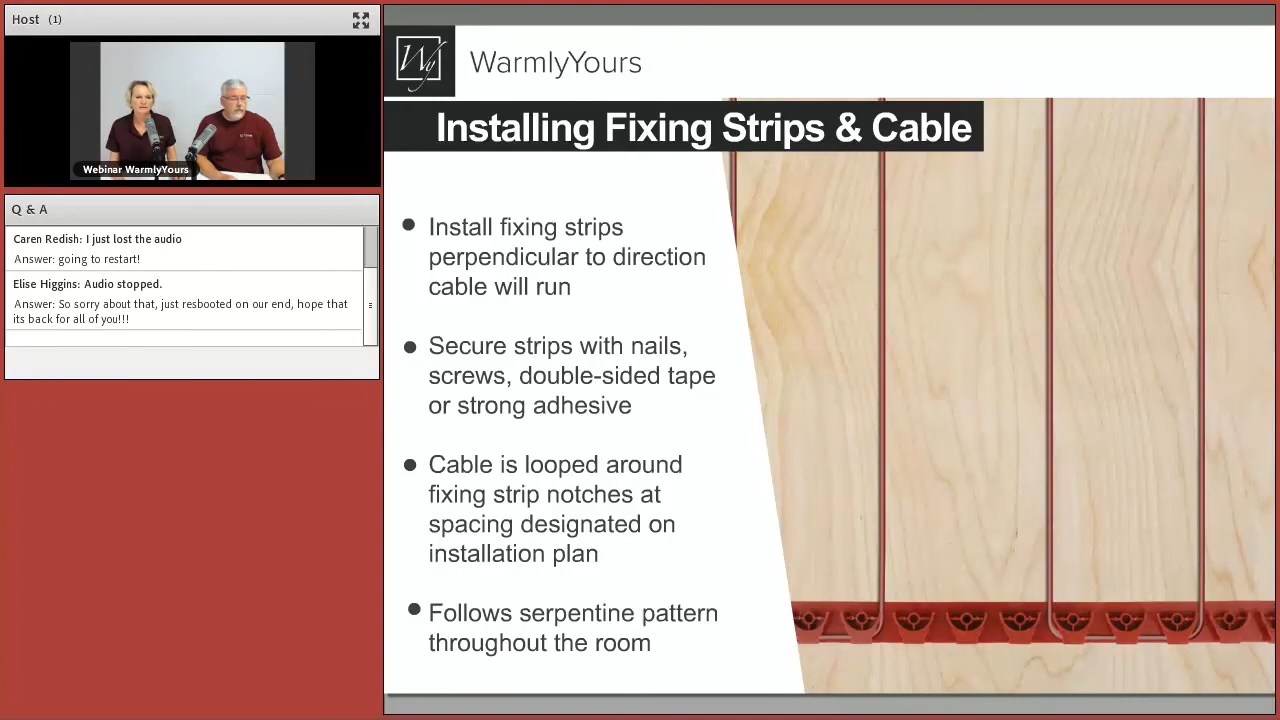 Host (1)
Webinar WarmlyYours
Q & A
Caren Redish: I just lost the audio
Answer: going to restart!
Elise Higgins: Audio stopped.
Answer: So sorry about that, just resbooted on our end, hope that
its back for all of you!!!
Wy
WarmlyYours
Installing Fixing Strips & Cable
Install fixing strips
perpendicular to direction
cable will run
Secure strips with nails,
screws, double-sided tape
or strong adhesive
Cable is looped around
fixing strip notches at
spacing designated on
installation plan
Follows serpentine pattern
throughout the room